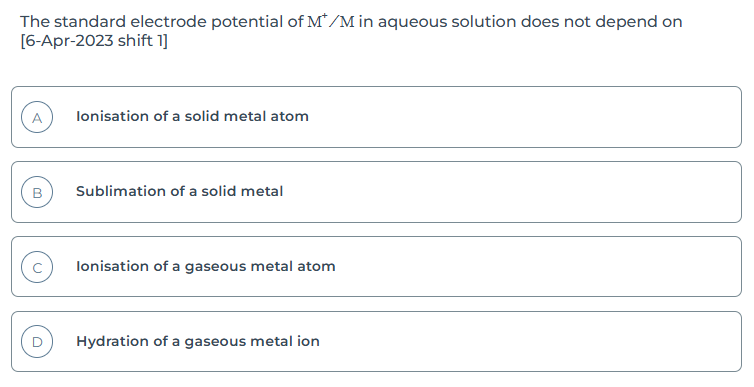 The standard electrode potential of M⁺/M in aqueous solution does not depend on
[6-Apr-2023 shift 1]
A Ionisation of a solid metal atom
B Sublimation of a solid metal
C Ionisation of a gaseous metal atom
D Hydration of a gaseous metal ion